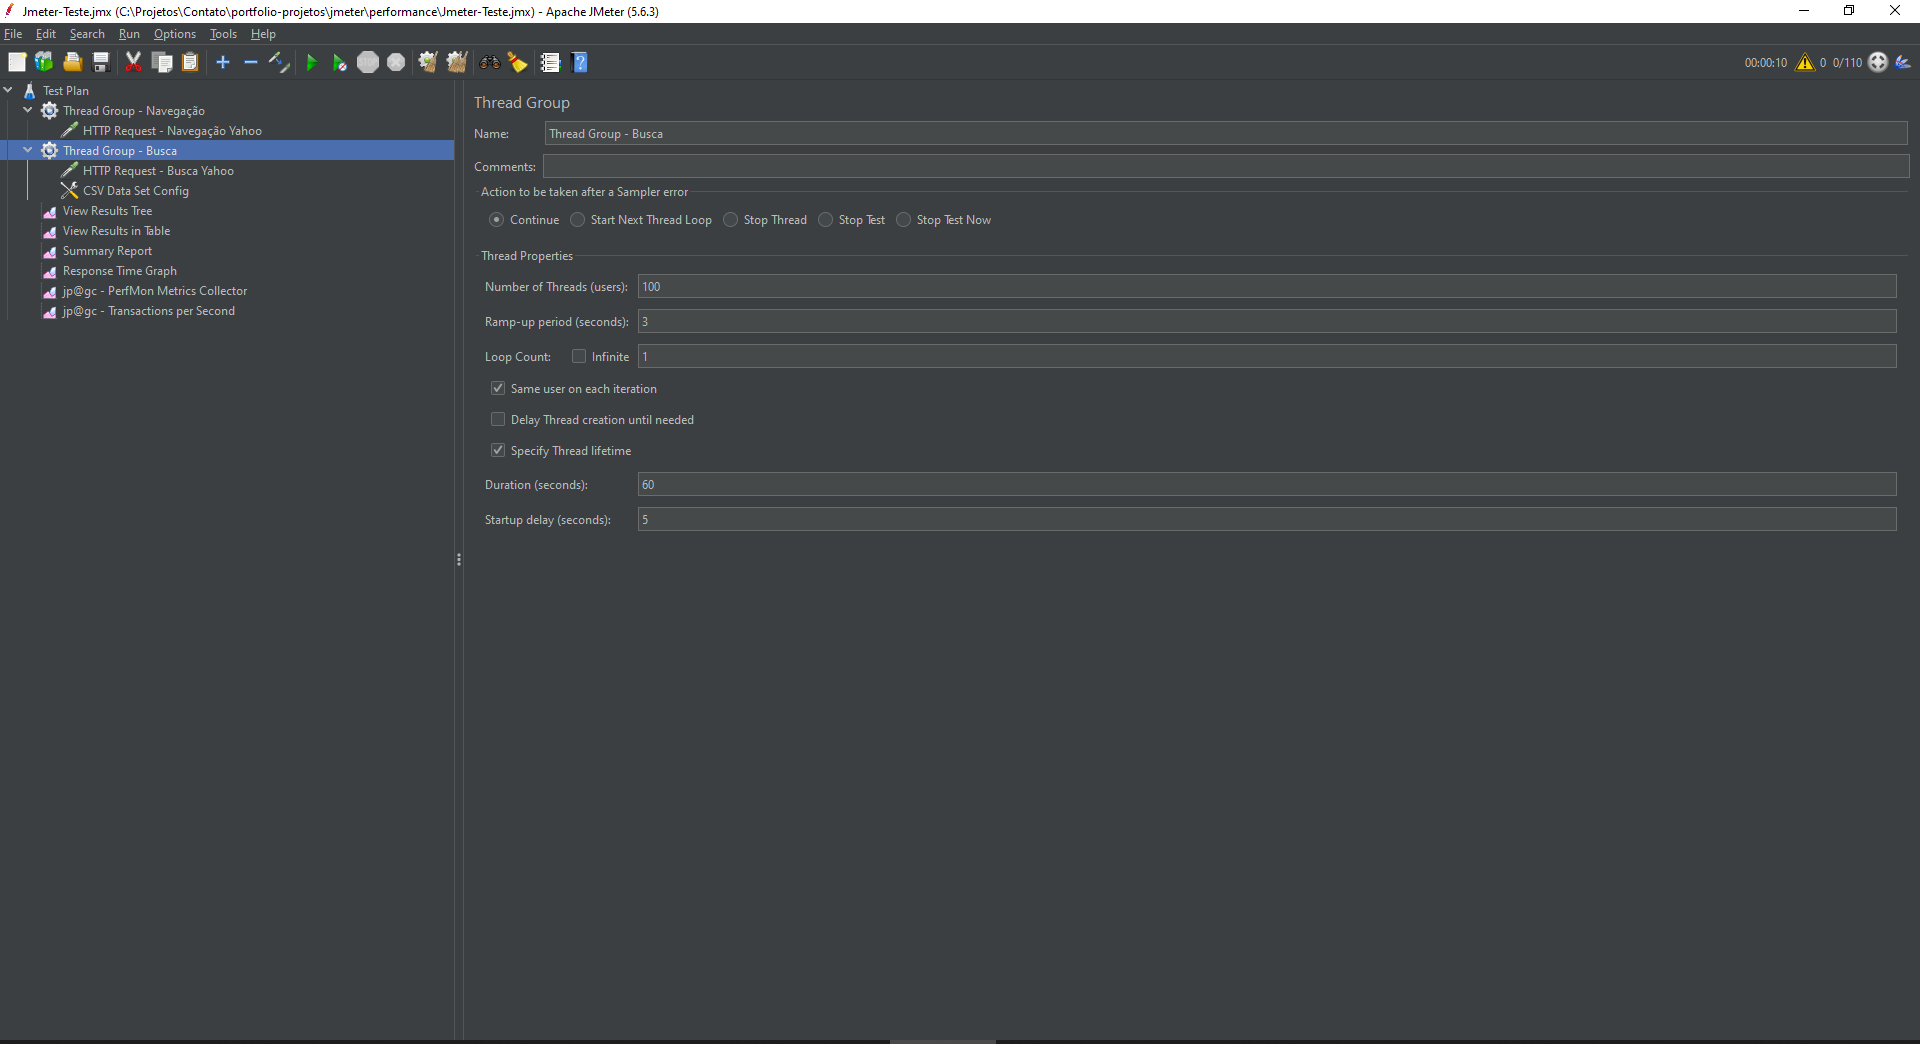 Jmeter-Teste.jmx (C:\Projetos\Contato\portfolio-projetos\jmeter\performance\Jmeter-Teste.jmx) - Apache JMeter (5.6.3)
File Edit Search Run Options Tools Help
STOP
00:00:10 0 0/110
Test Plan
Thread Group - Navegação
HTTP Request - Navegação Yahoo
Thread Group - Busca
HTTP Request - Busca Yahoo
CSV Data Set Config
View Results Tree
View Results in Table
Summary Report
Response Time Graph
jp@gc - PerfMon Metrics Collector
jp@gc - Transactions per Second
Thread Group
Name: Thread Group - Busca
Comments:
Action to be taken after a Sampler error
Continue Start Next Thread Loop Stop Thread Stop Test Stop Test Now
Thread Properties
Number of Threads (users): 100
Ramp-up period (seconds): 3
Loop Count: Infinite 1
Same user on each iteration
Delay Thread creation until needed
Specify Thread lifetime
Duration (seconds): 60
Startup delay (seconds): 5